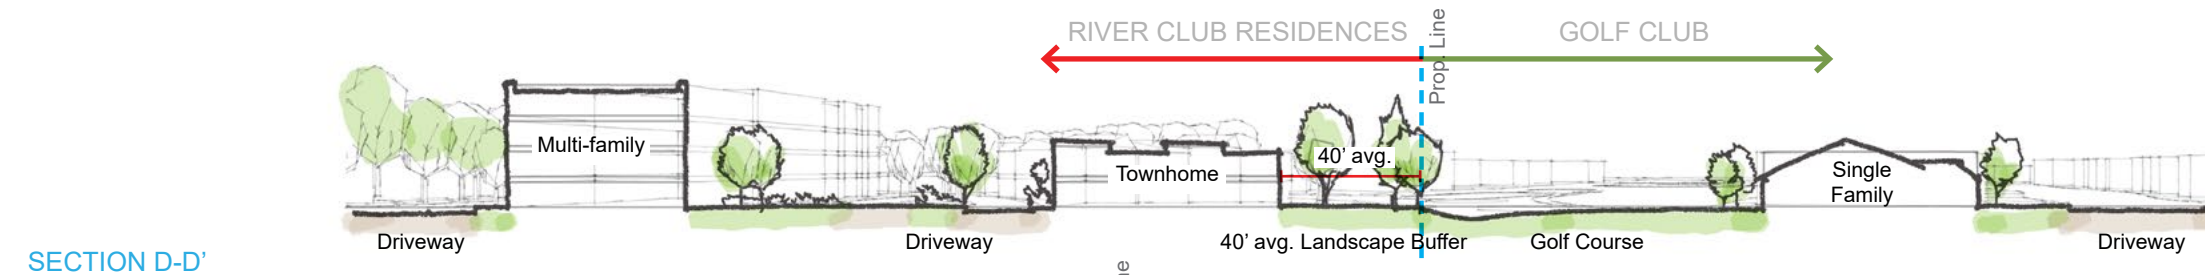 RIVER CLUB RESIDENCES
GOLF CLUB
Prop. Line
Multi-family
40’ avg.
Townhome
Single
Family
Driveway
Driveway
40’ avg. Landscape Buffer
Golf Course
Driveway
SECTION D-D’